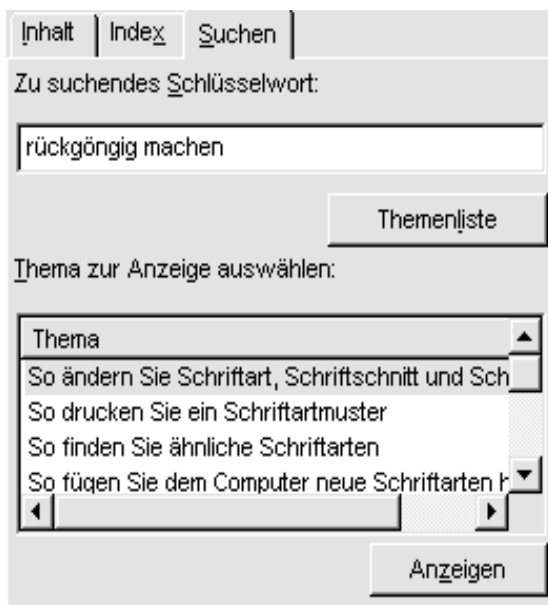 Inhalt Index Suchen
Zu suchendes Schlüsselwort:
rückgöngig machen
Themenliste
Thema zur Anzeige auswählen:
Thema
So ändern Sie Schriftart, Schriftschnitt und Sch
So drucken Sie ein Schriftartmuster
So finden Sie ähnliche Schriftarten
So fügen Sie dem Computer neue Schriftarten h
Anzeigen